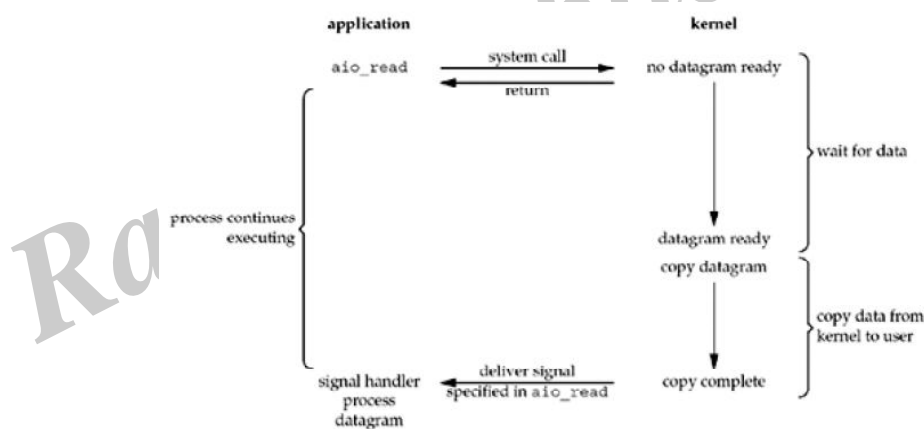 application
kernel
aio_read
system call
no datagram ready
return
wait for data
process continues
executing
datagram ready
copy datagram
copy data from
kernel to user
deliver signal
copy complete
signal handler
specified in aio_read
process
datagram
Ra